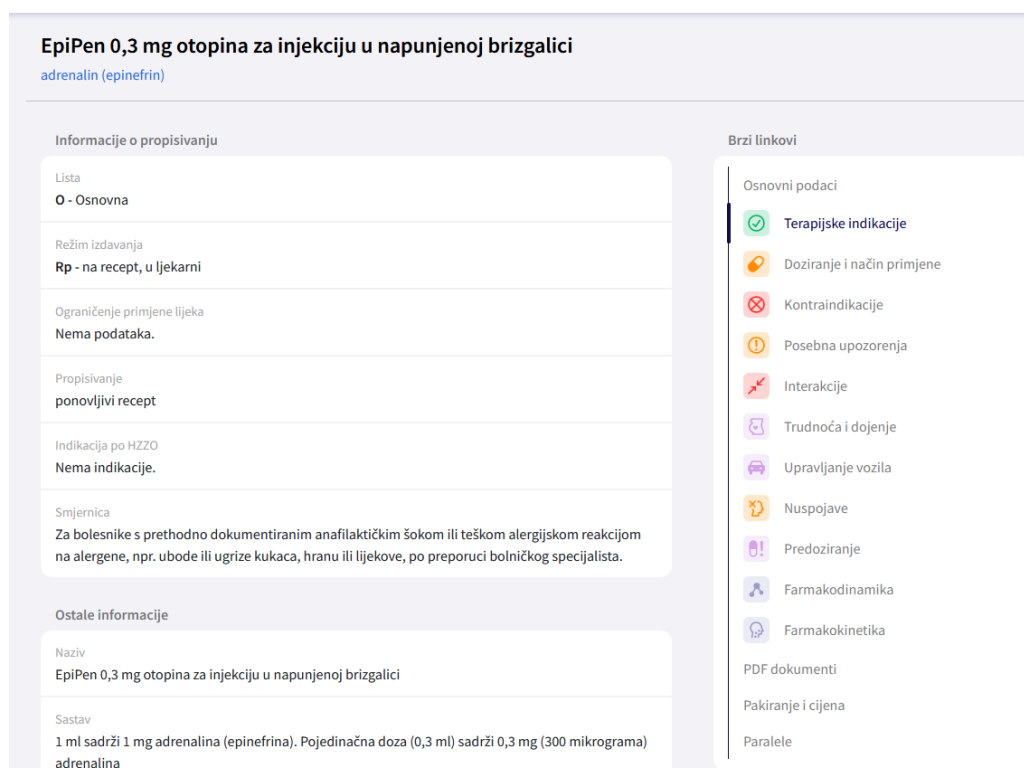 EpiPen 0,3 mg otopina za injekciju u napunjenoj brizgalici
adrenalin (epinefrin)
Informacije o propisivanju
Lista
O - Osnovna
Režim izdavanja
Rp - na recept, u ljekarni
Ograničenje primjene lijeka
Nema podataka.
Propisivanje
ponovljivi recept
Indikacija po HZZO
Nema indikacije.
Smjernica
Za bolesnike s prethodno dokumentiranim anafilaktičkim šokom ili teškom alergijskom reakcijom
na alergene, npr. ubode ili ugrize kukaca, hranu ili lijekove, po preporuci bolničkog specijalista.
Ostale informacije
Naziv
EpiPen 0,3 mg otopina za injekciju u napunjenoj brizgalici
Sastav
1 ml sadrži 1 mg adrenalina (epinefrina). Pojedinačna doza (0,3 ml) sadrži 0,3 mg (300 mikrograma)
adrenalina
Brzi linkovi
Osnovni podaci
Terapijske indikacije
Doziranje i način primjene
Kontraindikacije
Posebna upozorenja
Interakcije
Trudnoća i dojenje
Upravljanje vozila
Nuspojave
Predoziranje
Farmakodinamika
Farmakokinetika
PDF dokumenti
Pakiranje i cijena
Paralele